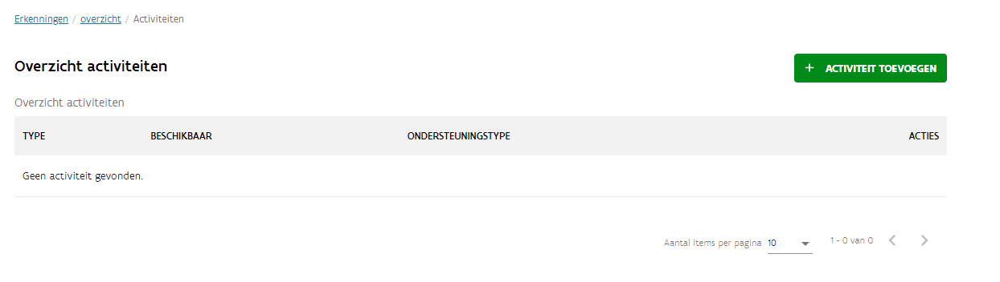 Erkenningen / overzicht / Activiteiten
Overzicht activiteiten
+ ACTIVITEIT TOEVOEGEN
Overzicht activiteiten
TYPE BESCHIKBAAR ONDERSTEUNINGSTYPE ACTIES
Geen activiteit gevonden.
Aantal items per pagina 10 1 - 0 van 0